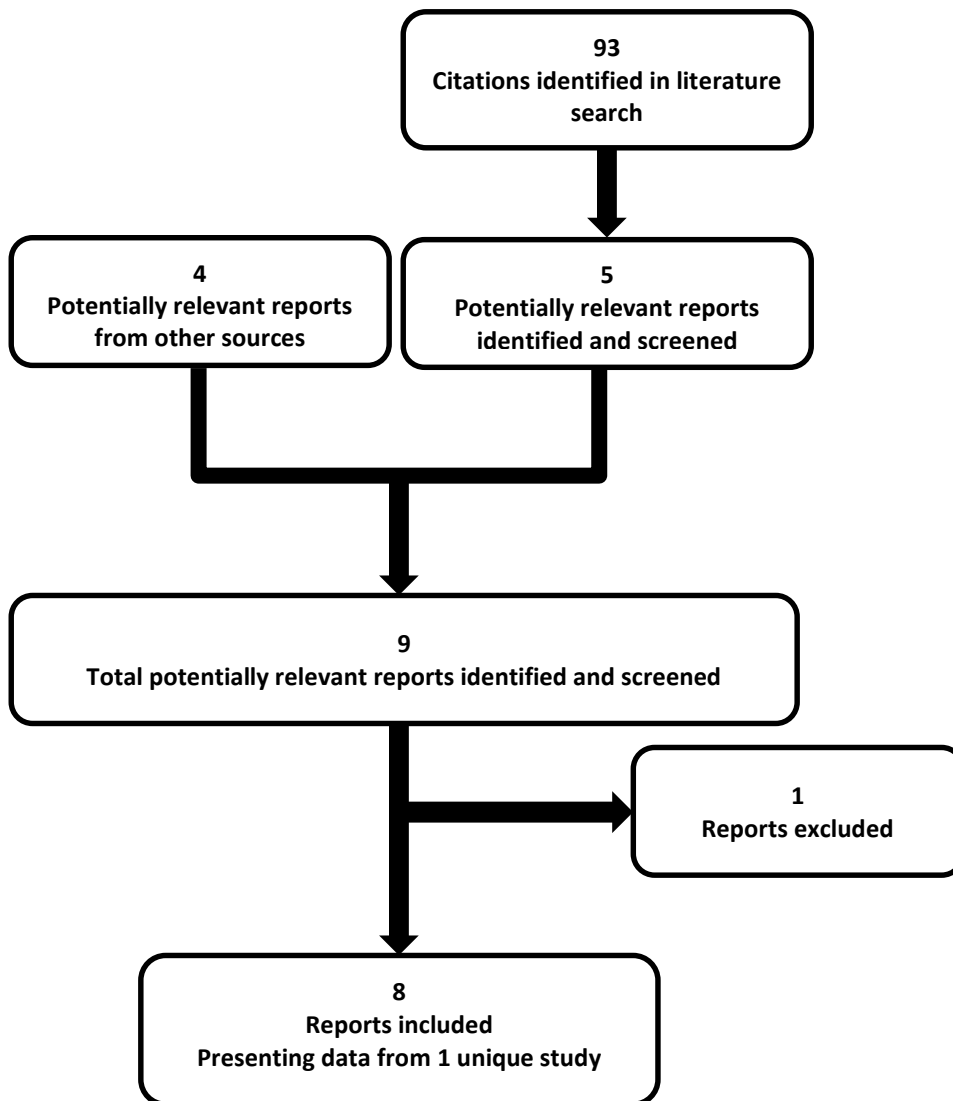 93
Citations identified in literature
search
4
Potentially relevant reports
from other sources
5
Potentially relevant reports
identified and screened
9
Total potentially relevant reports identified and screened
1
Reports excluded
8
Reports included
Presenting data from 1 unique study